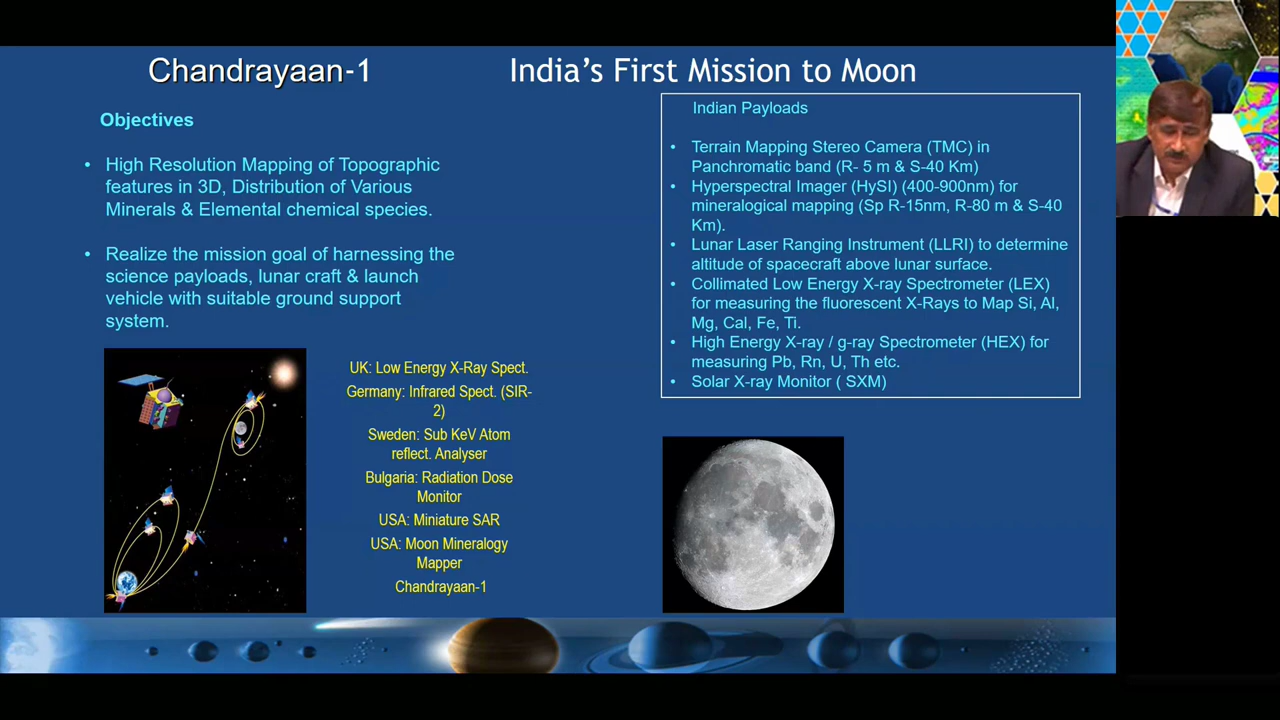 Chandrayaan-1
India's First Mission to Moon
Objectives
• High Resolution Mapping of Topographic
features in 3D, Distribution of Various
Minerals & Elemental chemical species.
• Realize the mission goal of harnessing the
science payloads, lunar craft & launch
vehicle with suitable ground support
system.
UK: Low Energy X-Ray Spect.
Germany: Infrared Spect. (SIR-
2)
Sweden: Sub KeV Atom
reflect. Analyser
Bulgaria: Radiation Dose
Monitor
USA: Miniature SAR
USA: Moon Mineralogy
Mapper
Chandrayaan-1
Indian Payloads
• Terrain Mapping Stereo Camera (TMC) in
Panchromatic band (R- 5 m & S-40 Km)
• Hyperspectral Imager (HySI) (400-900nm) for
mineralogical mapping (Sp R-15nm, R-80 m & S-40
Km).
• Lunar Laser Ranging Instrument (LLRI) to determine
altitude of spacecraft above lunar surface.
• Collimated Low Energy X-ray Spectrometer (LEX)
for measuring the fluorescent X-Rays to Map Si, Al,
Mg, Cal, Fe, Ti.
• High Energy X-ray / g-ray Spectrometer (HEX) for
measuring Pb, Rn, U, Th etc.
• Solar X-ray Monitor ( SXM)